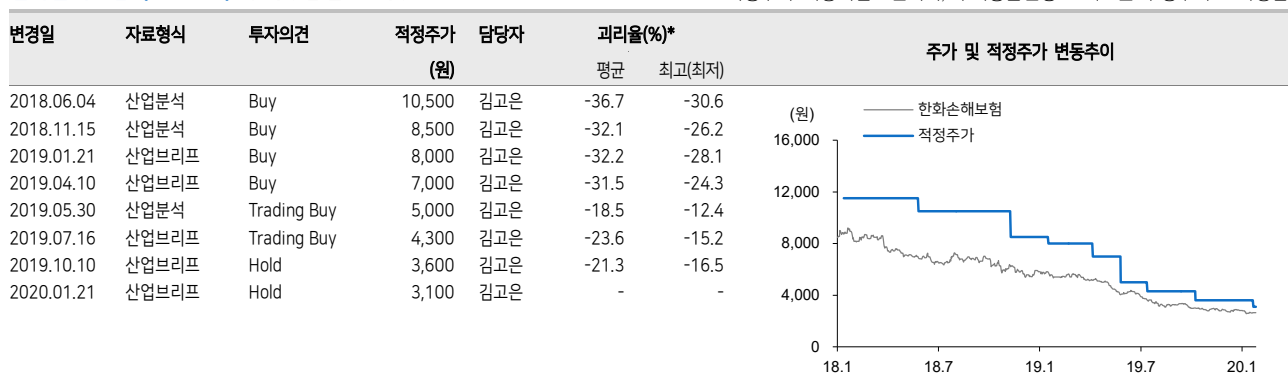 변경일 자료형식 투자의견 적정주가 담당자 괴리율(%)* 주가 및 적정주가 변동추이
(원) 평균 최고(최저)
2018.06.04 산업분석 Buy 10,500 김고은 -36.7 -30.6
2018.11.15 산업분석 Buy 8,500 김고은 -32.1 -26.2
2019.01.21 산업브리프 Buy 8,000 김고은 -32.2 -28.1
2019.04.10 산업브리프 Buy 7,000 김고은 -31.5 -24.3
2019.05.30 산업분석 Trading Buy 5,000 김고은 -18.5 -12.4
2019.07.16 산업브리프 Trading Buy 4,300 김고은 -23.6 -15.2
2019.10.10 산업브리프 Hold 3,600 김고은 -21.3 -16.5
2020.01.21 산업브리프 Hold 3,100 김고은 - -
(원)
한화손해보험
적정주가
16,000
12,000
8,000
4,000
0
18.1 18.7 19.1 19.7 20.1